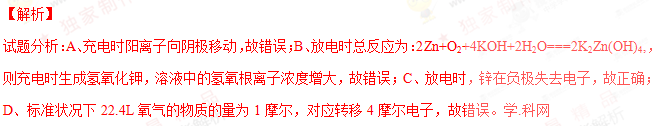 【解析】
试题分析：A、充电时阳离子向阴极移动，故错误；B、放电时总反应为：2Zn+O₂+4KOH+2H₂O===2K₂Zn(OH)₄，，
则充电时生成氢氧化钾，溶液中的氢氧根离子浓度增大，故错误；C、放电时，锌在负极失去电子，故正确；
D、标准状况下 22.4L 氧气的物质的量为 1 摩尔，对应转移 4 摩尔电子，故错误。学.科网